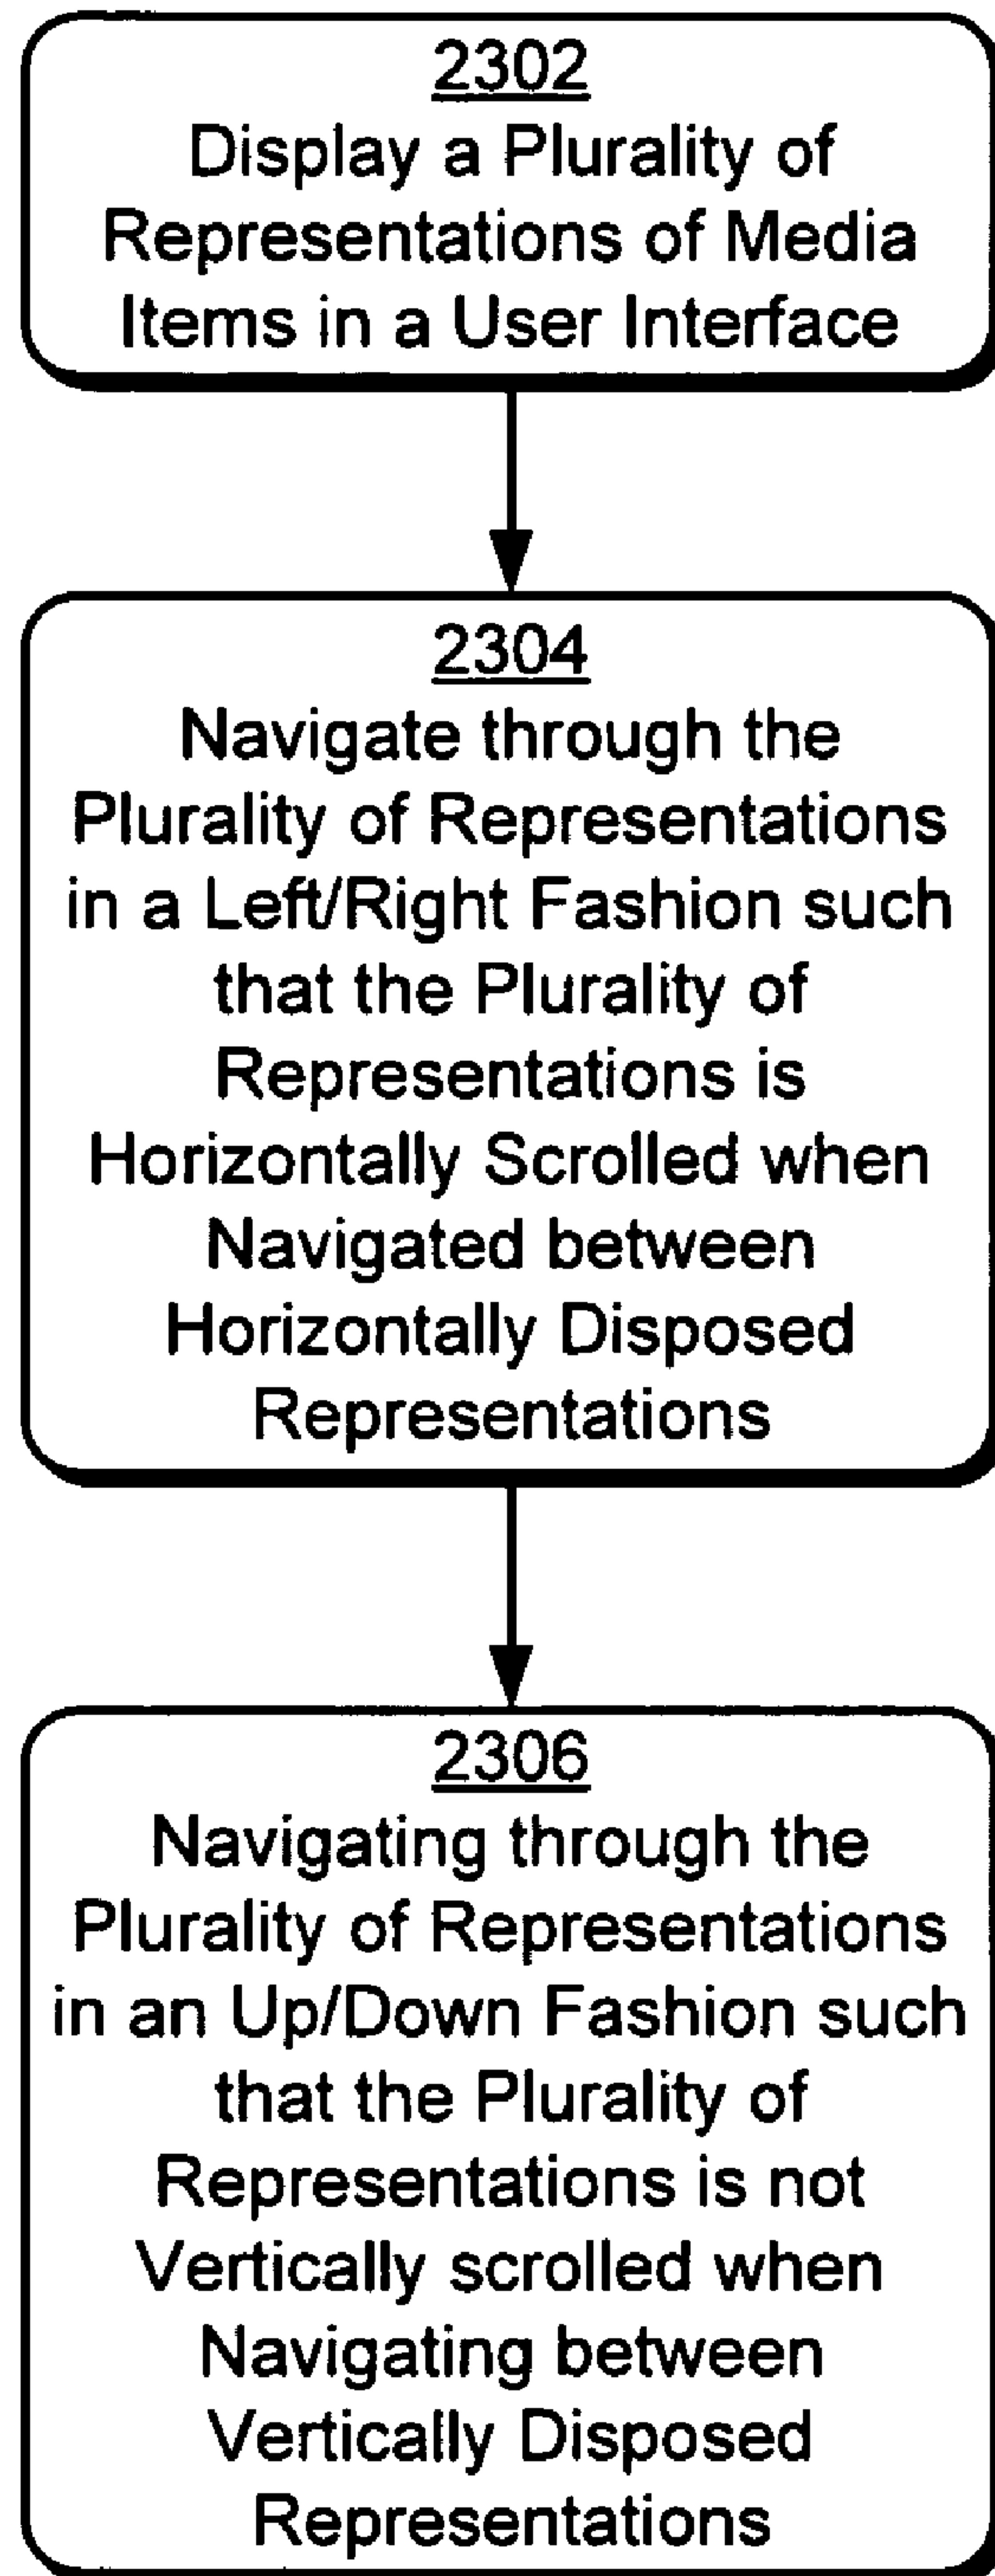 2302
Display a Plurality of
Representations of Media
Items in a User Interface
2304
Navigate through the
Plurality of Representations
in a Left/Right Fashion such
that the Plurality of
Representations is
Horizontally Scrolled when
Navigated between
Horizontally Disposed
Representations
2306
Navigating through the
Plurality of Representations
in an Up/Down Fashion such
that the Plurality of
Representations is not
Vertically scrolled when
Navigating between
Vertically Disposed
Representations